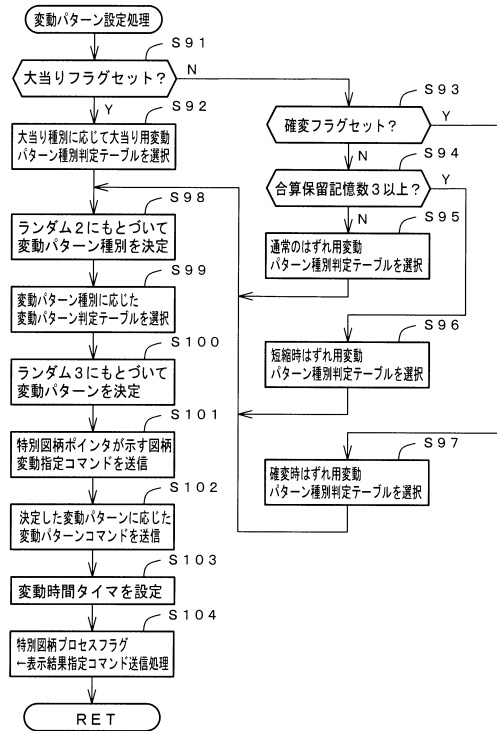 変動パターン設定処理
S91
大当りフラグセット？
N
Y
S92
大当り種別に応じて大当り用変動
パターン種別判定テーブルを選択
S93
確変フラグセット？
Y
N
S94
合算保留記憶数3以上？
Y
N
S95
通常のはずれ用変動
パターン種別判定テーブルを選択
S96
短縮時はずれ用変動
パターン種別判定テーブルを選択
S97
確変時はずれ用変動
パターン種別判定テーブルを選択
S98
ランダム2にもとづいて
変動パターン種別を決定
S99
変動パターン種別に応じた
変動パターン判定テーブルを選択
S100
ランダム3にもとづいて
変動パターンを決定
S101
特別図柄ポインタが示す図柄
変動指定コマンドを送信
S102
決定した変動パターンに応じた
変動パターンコマンドを送信
S103
変動時間タイマを設定
S104
特別図柄プロセスフラグ
←表示結果指定コマンド送信処理
RET